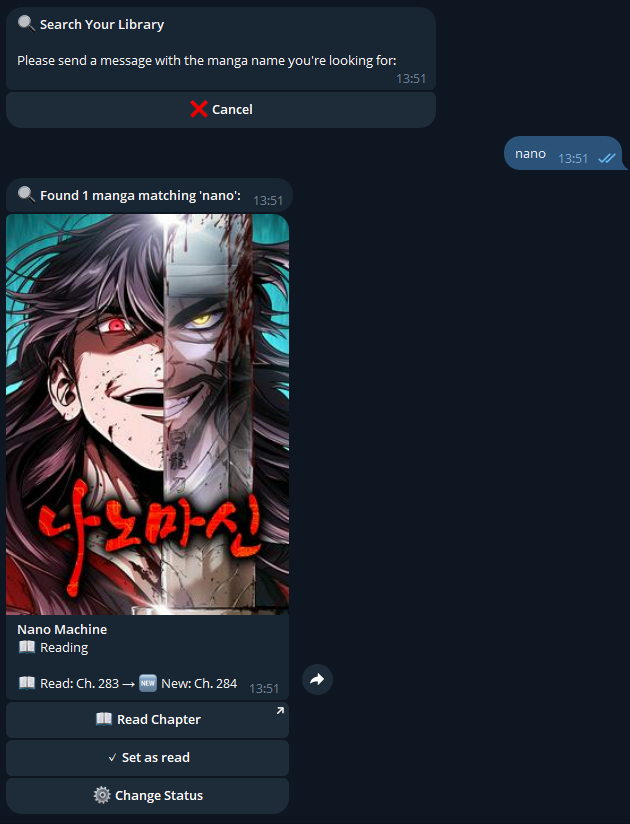 🔍 Search Your Library
Please send a message with the manga name you're looking for:
13:51
❌ Cancel
nano 13:51
🔍 Found 1 manga matching 'nano': 13:51
나노마신
Nano Machine
📖 Reading
📖 Read: Ch. 283 → 🆕 New: Ch. 284 13:51
📖 Read Chapter
✓ Set as read
⚙️ Change Status